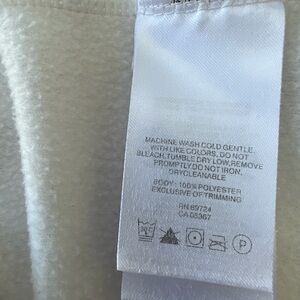 MACHINE WASH COLD GENTLE,
WITH LIKE COLORS, DO NOT
BLEACH, TUMBLE DRY LOW, REMOVE
PROMPTLY DO NOT IRON,
DRYCLEANABLE
BODY: 100% POLYESTER
EXCLUSIVE OF TRIMMING
RN 69724
CA 05367
P